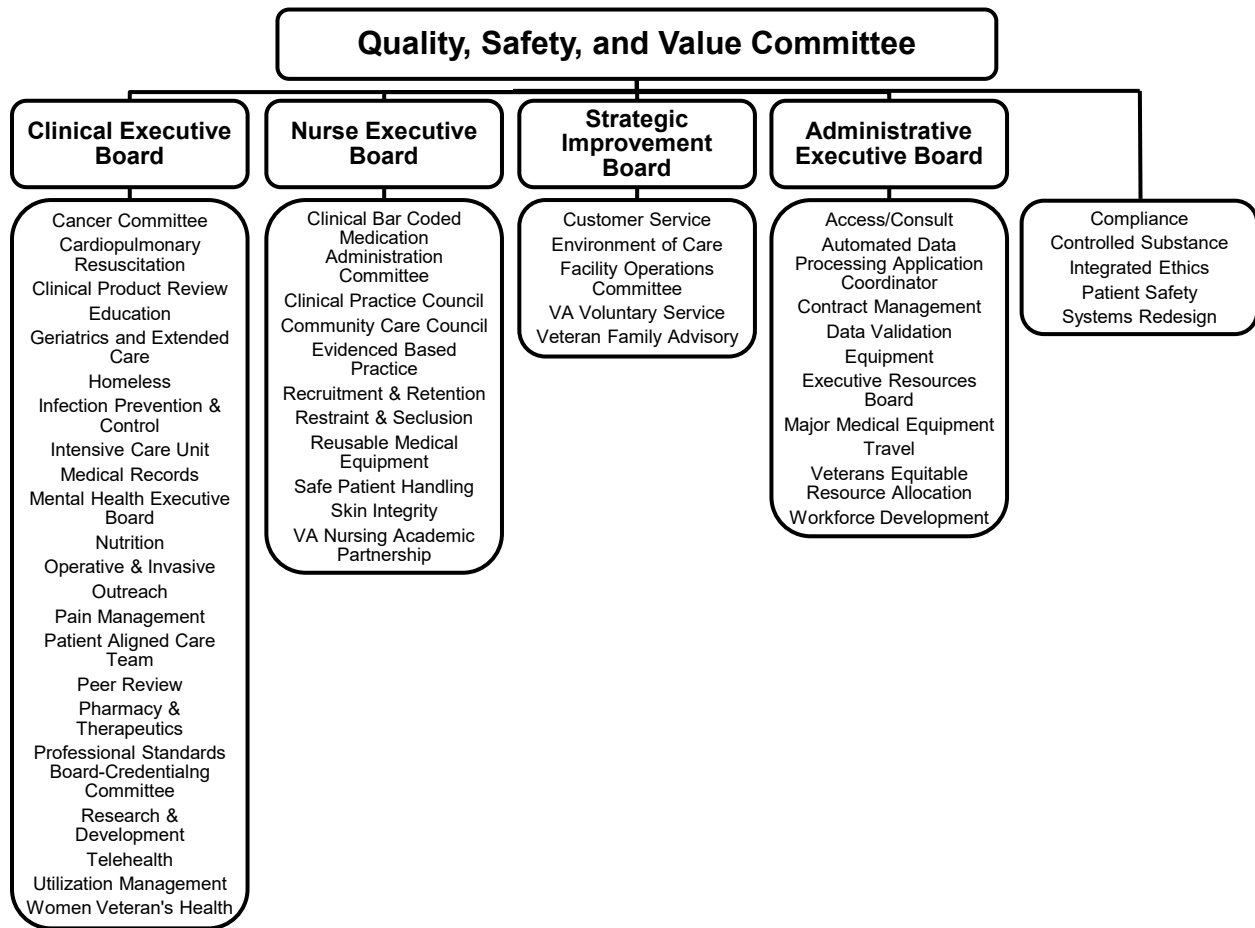 Quality, Safety, and Value Committee
Clinical Executive
Board
Cancer Committee
Cardiopulmonary
Resuscitation
Clinical Product Review
Education
Geriatrics and Extended
Care
Homeless
Infection Prevention &
Control
Intensive Care Unit
Medical Records
Mental Health Executive
Board
Nutrition
Operative & Invasive
Outreach
Pain Management
Patient Aligned Care
Team
Peer Review
Pharmacy &
Therapeutics
Professional Standards
Board-Credentialng
Committee
Research &
Development
Telehealth
Utilization Management
Women Veteran's Health
Nurse Executive
Board
Clinical Bar Coded
Medication
Administration
Committee
Clinical Practice Council
Community Care Council
Evidenced Based
Practice
Recruitment & Retention
Restraint & Seclusion
Reusable Medical
Equipment
Safe Patient Handling
Skin Integrity
VA Nursing Academic
Partnership
Strategic
Improvement
Board
Customer Service
Environment of Care
Facility Operations
Committee
VA Voluntary Service
Veteran Family Advisory
Administrative
Executive Board
Access/Consult
Automated Data
Processing Application
Coordinator
Contract Management
Data Validation
Equipment
Executive Resources
Board
Major Medical Equipment
Travel
Veterans Equitable
Resource Allocation
Workforce Development
Compliance
Controlled Substance
Integrated Ethics
Patient Safety
Systems Redesign